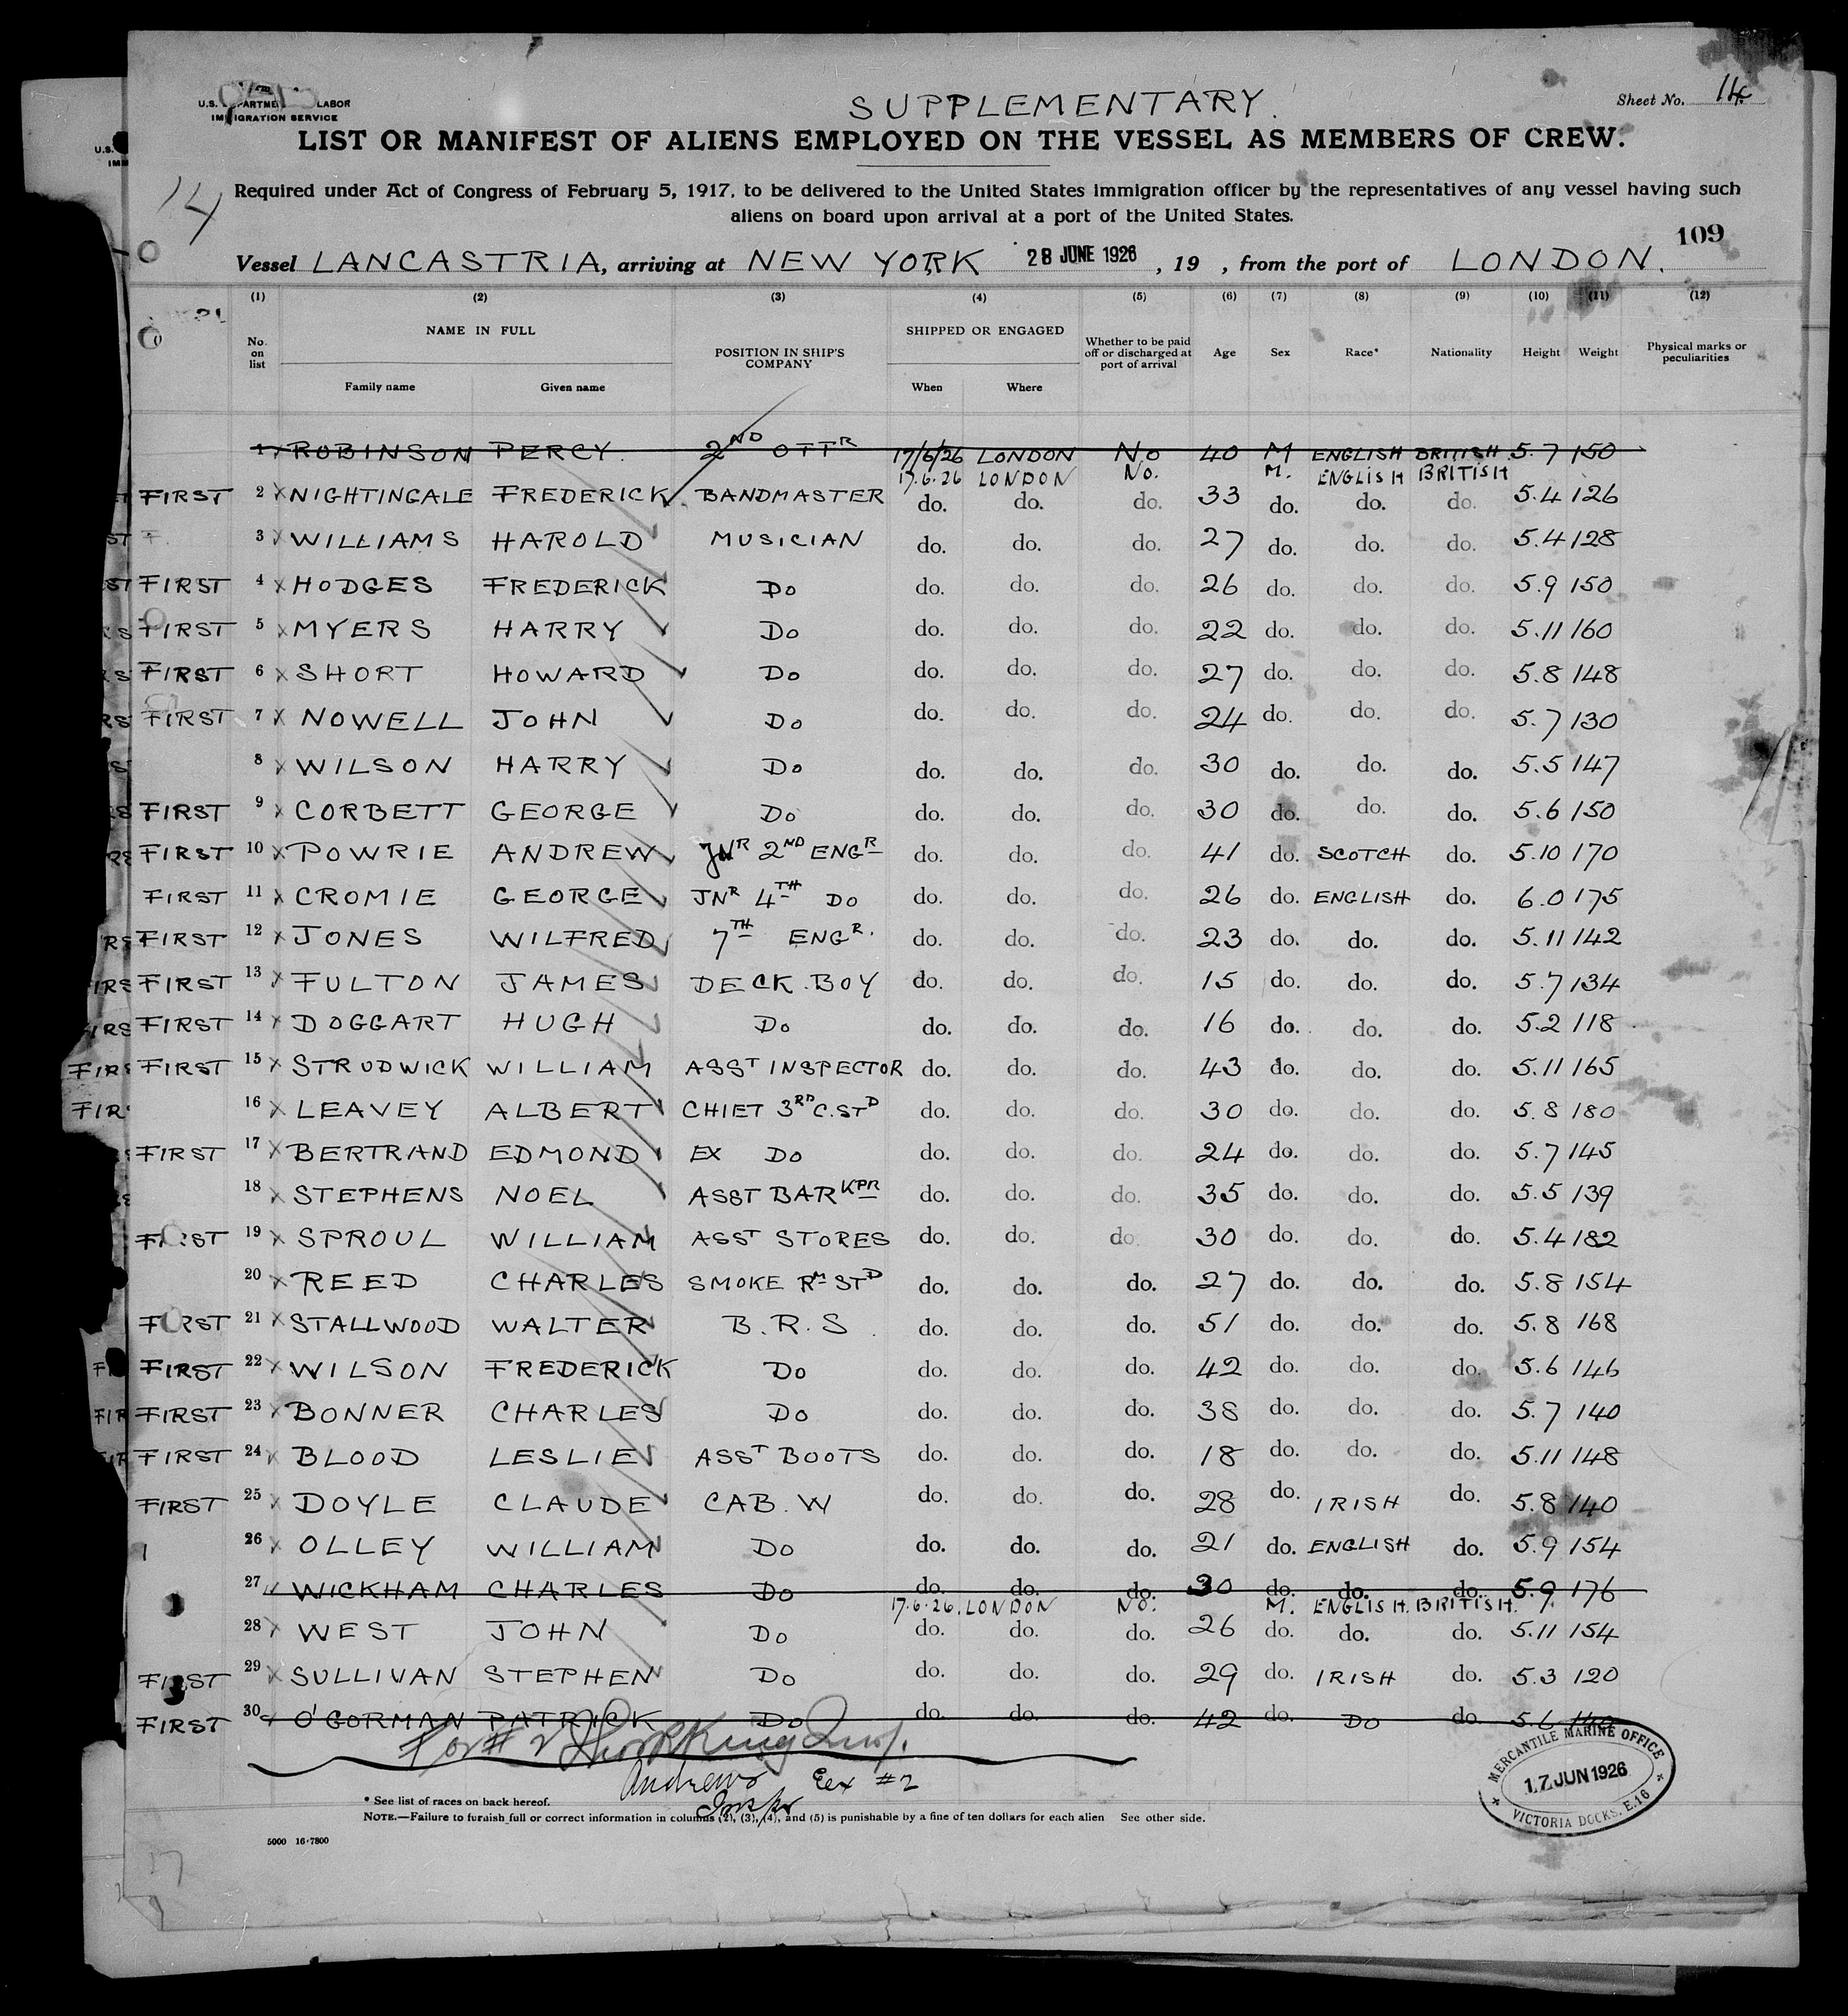 SUPPLEMENTARY.
Sheet No. 14
U.S. DEPARTMENT LABOR
IMMIGRATION SERVICE
LIST OR MANIFEST OF ALIENS EMPLOYED ON THE VESSEL AS MEMBERS OF CREW.
14
Required under Act of Congress of February 5, 1917, to be delivered to the United States immigration officer by the representatives of any vessel having such
aliens on board upon arrival at a port of the United States.
109
Vessel LANCASTRIA, arriving at NEW YORK 28 JUNE 1926, 19 , from the port of LONDON.
(1) (2) (3) (4) (5) (6) (7) (8) (9) (10) (11) (12)
No. on list NAME IN FULL Family name Given name POSITION IN SHIP'S COMPANY SHIPPED OR ENGAGED When Where Whether to be paid off or discharged at port of arrival Age Sex Race* Nationality Height Weight Physical marks or peculiarities
1 ROBINSON PERCY. 2ND OTTR 17/6/26 LONDON No 40 M ENGLISH BRITISH 5.7 150
17.6.26 LONDON No. M. ENGLISH BRITISH
FIRST 2 X NIGHTINGALE FREDERICK BANDMASTER do. do. do. 33 do. do. do. 5.4 126
F. 3 X WILLIAMS HAROLD MUSICIAN do. do. do. 27 do. do. do. 5.4 128
FIRST 4 X HODGES FREDERICK Do do. do. do. 26 do. do. do. 5.9 150
FIRST 5 X MYERS HARRY Do do. do. do. 22 do. do. do. 5.11 160
FIRST 6 X SHORT HOWARD Do do. do. do. 27 do. do. do. 5.8 148
FIRST 7 X NOWELL JOHN Do do. do. do. 24 do. do. do. 5.7 130
8 X WILSON HARRY Do do. do. do. 30 do. do. do. 5.5 147
FIRST 9 X CORBETT GEORGE Do do. do. do. 30 do. do. do. 5.6 150
FIRST 10 X POWRIE ANDREW JNR 2ND ENGR do. do. do. 41 do. SCOTCH do. 5.10 170
FIRST 11 X CROMIE GEORGE JNR 4TH DO do. do. do. 26 do. ENGLISH do. 6.0 175
FIRST 12 X JONES WILFRED 7TH ENGR. do. do. do. 23 do. do. do. 5.11 142
FIRST 13 X FULTON JAMES DECK BOY do. do. do. 15 do. do. do. 5.7 134
FIRST 14 X DOGGART HUGH Do do. do. do. 16 do. do. do. 5.2 118
FIRST 15 X STRUDWICK WILLIAM ASST INSPECTOR do. do. do. 43 do. do. do. 5.11 165
16 X LEAVEY ALBERT CHIEF 3RD C.STD do. do. do. 30 do. do. do. 5.8 180
FIRST 17 X BERTRAND EDMOND EX DO do. do. do. 24 do. do. do. 5.7 145
18 X STEPHENS NOEL ASST BARKPR do. do. do. 35 do. do. do. 5.5 139
FIRST 19 X SPROUL WILLIAM ASST STORES do. do. do. 30 do. do. do. 5.4 182
20 X REED CHARLES SMOKE RM STD do. do. do. 27 do. do. do. 5.8 154
FIRST 21 X STALLWOOD WALTER B.R.S. do. do. do. 51 do. do. do. 5.8 168
FIRST 22 X WILSON FREDERICK Do do. do. do. 42 do. do. do. 5.6 146
FIRST 23 X BONNER CHARLES Do do. do. do. 38 do. do. do. 5.7 140
FIRST 24 X BLOOD LESLIE ASST BOOTS do. do. do. 18 do. do. do. 5.11 148
FIRST 25 X DOYLE CLAUDE CAB. W do. do. do. 28 do. IRISH do. 5.8 140
26 X OLLEY WILLIAM Do do. do. do. 21 do. ENGLISH do. 5.9 154
27 WICKHAM CHARLES Do do. do. do. 30 do. do. do. 5.9 176
17.6.26. LONDON No. M. ENGLISH. BRITISH.
28 X WEST JOHN Do do. do. do. 26 do. do. do. 5.11 154
FIRST 29 X SULLIVAN STEPHEN Do do. do. do. 29 do. IRISH do. 5.3 120
FIRST 30 O'GORMAN PATRICK Do do. do. do. 42 do. DO do. 5.6 140
Andrews Eex #2
Insptr
MERCANTILE MARINE OFFICE
17 JUN 1926
VICTORIA DOCKS, E.16
* See list of races on back hereof.
NOTE.—Failure to furnish full or correct information in columns (2), (3), (4), and (5) is punishable by a fine of ten dollars for each alien See other side.
5000 16-7800